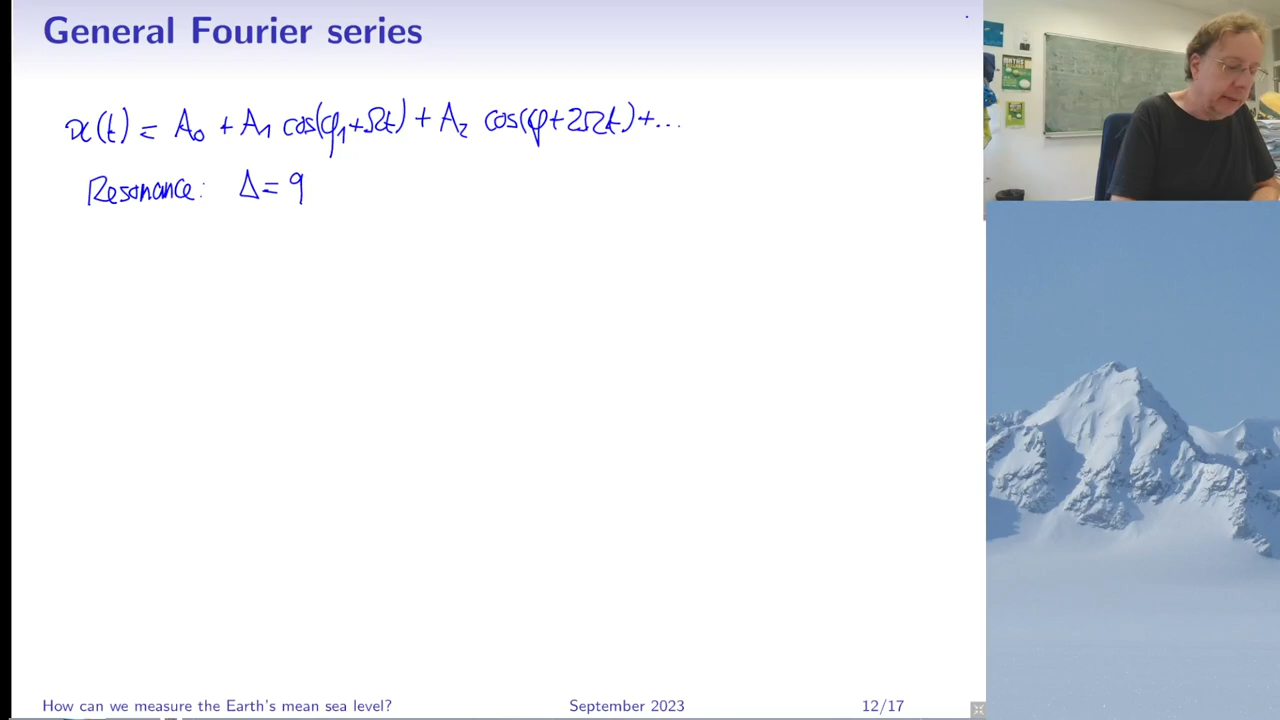 General Fourier series
x(t) = A₀ + A₁ cos(φ₁+Ωt) + A₂ cos(φ+2Ωt)+...
Resonance: Δ= 9
How can we measure the Earth's mean sea level?
September 2023
12/17